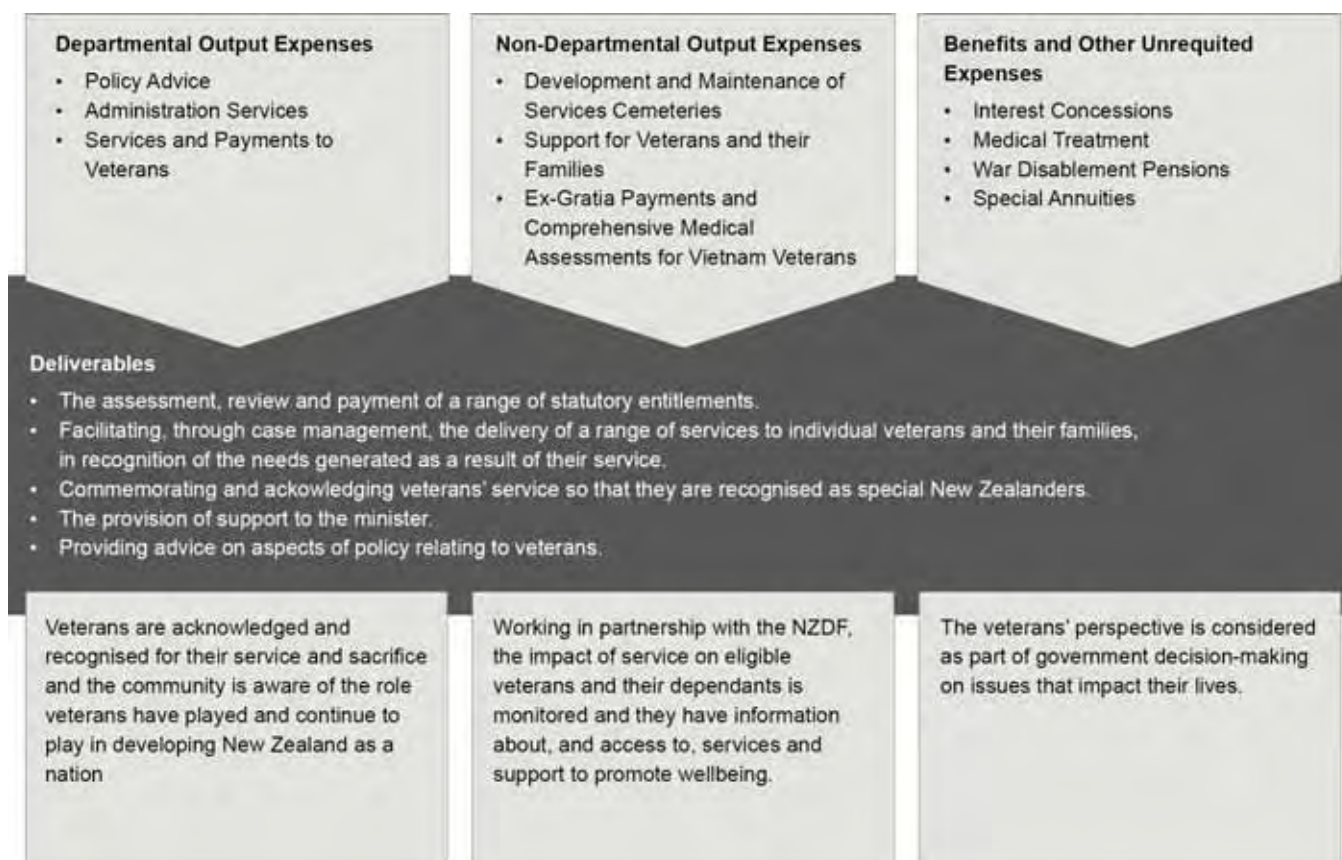 Departmental Output Expenses
• Policy Advice
• Administration Services
• Services and Payments to
Veterans
Non-Departmental Output Expenses
• Development and Maintenance of
Services Cemeteries
• Support for Veterans and their
Families
• Ex-Gratia Payments and
Comprehensive Medical
Assessments for Vietnam Veterans
Benefits and Other Unrequited
Expenses
• Interest Concessions
• Medical Treatment
• War Disablement Pensions
• Special Annuities
Deliverables
• The assessment, review and payment of a range of statutory entitlements.
• Facilitating, through case management, the delivery of a range of services to individual veterans and their families,
in recognition of the needs generated as a result of their service.
• Commemorating and ackowledging veterans' service so that they are recognised as special New Zealanders.
• The provision of support to the minister.
• Providing advice on aspects of policy relating to veterans.
Veterans are acknowledged and
recognised for their service and sacrifice
and the community is aware of the role
veterans have played and continue to
play in developing New Zealand as a
nation
Working in partnership with the NZDF,
the impact of service on eligible
veterans and their dependants is
monitored and they have information
about, and access to, services and
support to promote wellbeing.
The veterans' perspective is considered
as part of government decision-making
on issues that impact their lives.